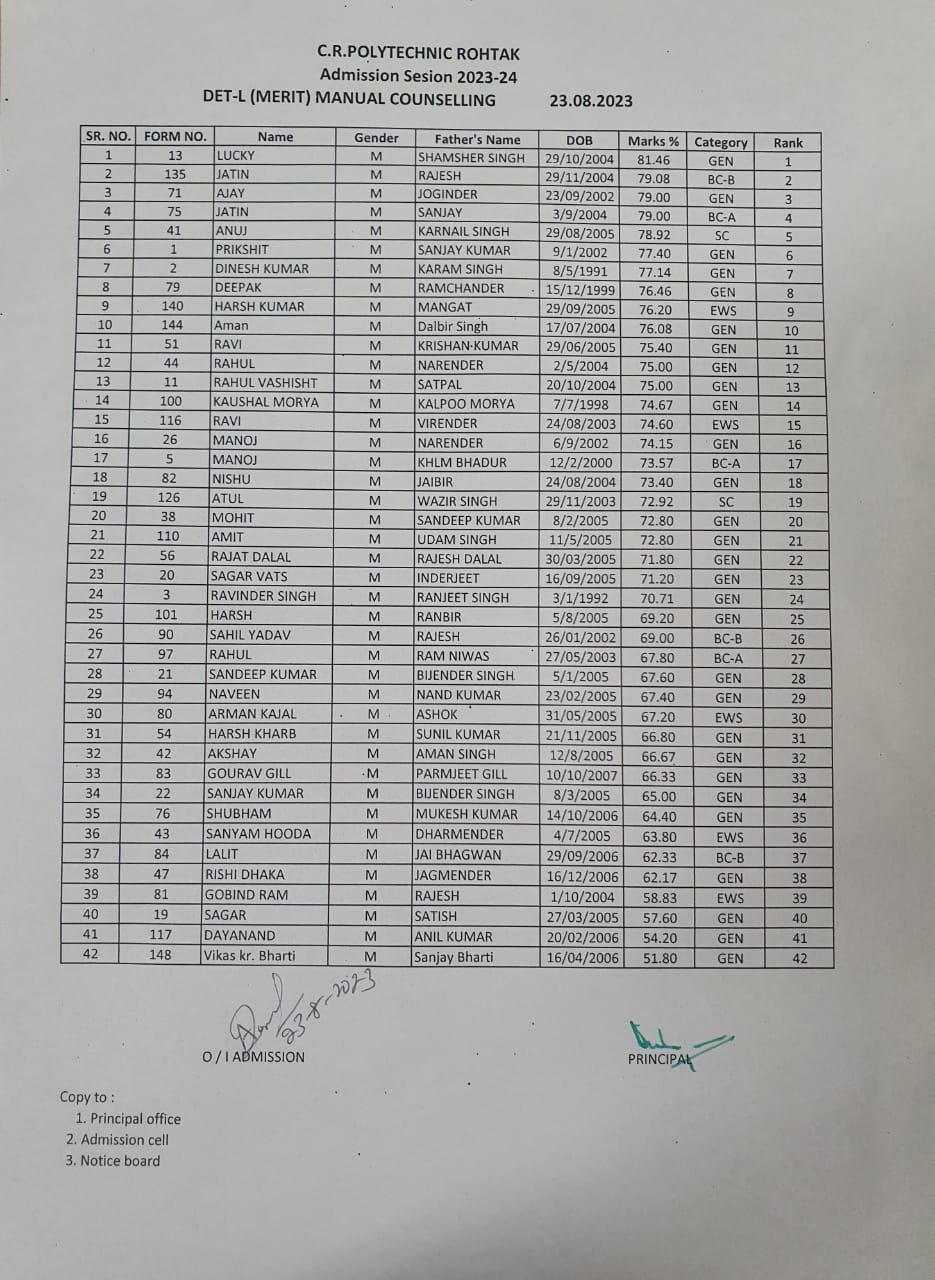 C.R.POLYTECHNIC ROHTAK
Admission Sesion 2023-24
DET-L (MERIT) MANUAL COUNSELLING 23.08.2023
SR. NO. FORM NO. Name Gender Father's Name DOB Marks % Category Rank
1 13 LUCKY M SHAMSHER SINGH 29/10/2004 81.46 GEN 1
2 135 JATIN M RAJESH 29/11/2004 79.08 BC-B 2
3 71 AJAY M JOGINDER 23/09/2002 79.00 GEN 3
4 75 JATIN M SANJAY 3/9/2004 79.00 BC-A 4
5 41 ANUJ M KARNAIL SINGH 29/08/2005 78.92 SC 5
6 1 PRIKSHIT M SANJAY KUMAR 9/1/2002 77.40 GEN 6
7 2 DINESH KUMAR M KARAM SINGH 8/5/1991 77.14 GEN 7
8 79 DEEPAK M RAMCHANDER 15/12/1999 76.46 GEN 8
9 140 HARSH KUMAR M MANGAT 29/09/2005 76.20 EWS 9
10 144 Aman M Dalbir Singh 17/07/2004 76.08 GEN 10
11 51 RAVI M KRISHAN KUMAR 29/06/2005 75.40 GEN 11
12 44 RAHUL M NARENDER 2/5/2004 75.00 GEN 12
13 11 RAHUL VASHISHT M SATPAL 20/10/2004 75.00 GEN 13
14 100 KAUSHAL MORYA M KALPOO MORYA 7/7/1998 74.67 GEN 14
15 116 RAVI M VIRENDER 24/08/2003 74.60 EWS 15
16 26 MANOJ M NARENDER 6/9/2002 74.15 GEN 16
17 5 MANOJ M KHLM BHADUR 12/2/2000 73.57 BC-A 17
18 82 NISHU M JAIBIR 24/08/2004 73.40 GEN 18
19 126 ATUL M WAZIR SINGH 29/11/2003 72.92 SC 19
20 38 MOHIT M SANDEEP KUMAR 8/2/2005 72.80 GEN 20
21 110 AMIT M UDAM SINGH 11/5/2005 72.80 GEN 21
22 56 RAJAT DALAL M RAJESH DALAL 30/03/2005 71.80 GEN 22
23 20 SAGAR VATS M INDERJEET 16/09/2005 71.20 GEN 23
24 3 RAVINDER SINGH M RANJEET SINGH 3/1/1992 70.71 GEN 24
25 101 HARSH M RANBIR 5/8/2005 69.20 GEN 25
26 90 SAHIL YADAV M RAJESH 26/01/2002 69.00 BC-B 26
27 97 RAHUL M RAM NIWAS 27/05/2003 67.80 BC-A 27
28 21 SANDEEP KUMAR M BIJENDER SINGH 5/1/2005 67.60 GEN 28
29 94 NAVEEN M NAND KUMAR 23/02/2005 67.40 GEN 29
30 80 ARMAN KAJAL M ASHOK 31/05/2005 67.20 EWS 30
31 54 HARSH KHARB M SUNIL KUMAR 21/11/2005 66.80 GEN 31
32 42 AKSHAY M AMAN SINGH 12/8/2005 66.67 GEN 32
33 83 GOURAV GILL M PARMJEET GILL 10/10/2007 66.33 GEN 33
34 22 SANJAY KUMAR M BIJENDER SINGH 8/3/2005 65.00 GEN 34
35 76 SHUBHAM M MUKESH KUMAR 14/10/2006 64.40 GEN 35
36 43 SANYAM HOODA M DHARMENDER 4/7/2005 63.80 EWS 36
37 84 LALIT M JAI BHAGWAN 29/09/2006 62.33 BC-B 37
38 47 RISHI DHAKA M JAGMENDER 16/12/2006 62.17 GEN 38
39 81 GOBIND RAM M RAJESH 1/10/2004 58.83 EWS 39
40 19 SAGAR M SATISH 27/03/2005 57.60 GEN 40
41 117 DAYANAND M ANIL KUMAR 20/02/2006 54.20 GEN 41
42 148 Vikas kr. Bharti M Sanjay Bharti 16/04/2006 51.80 GEN 42
23-8-2023
O / I ADMISSION PRINCIPAL
Copy to :
1. Principal office
2. Admission cell
3. Notice board